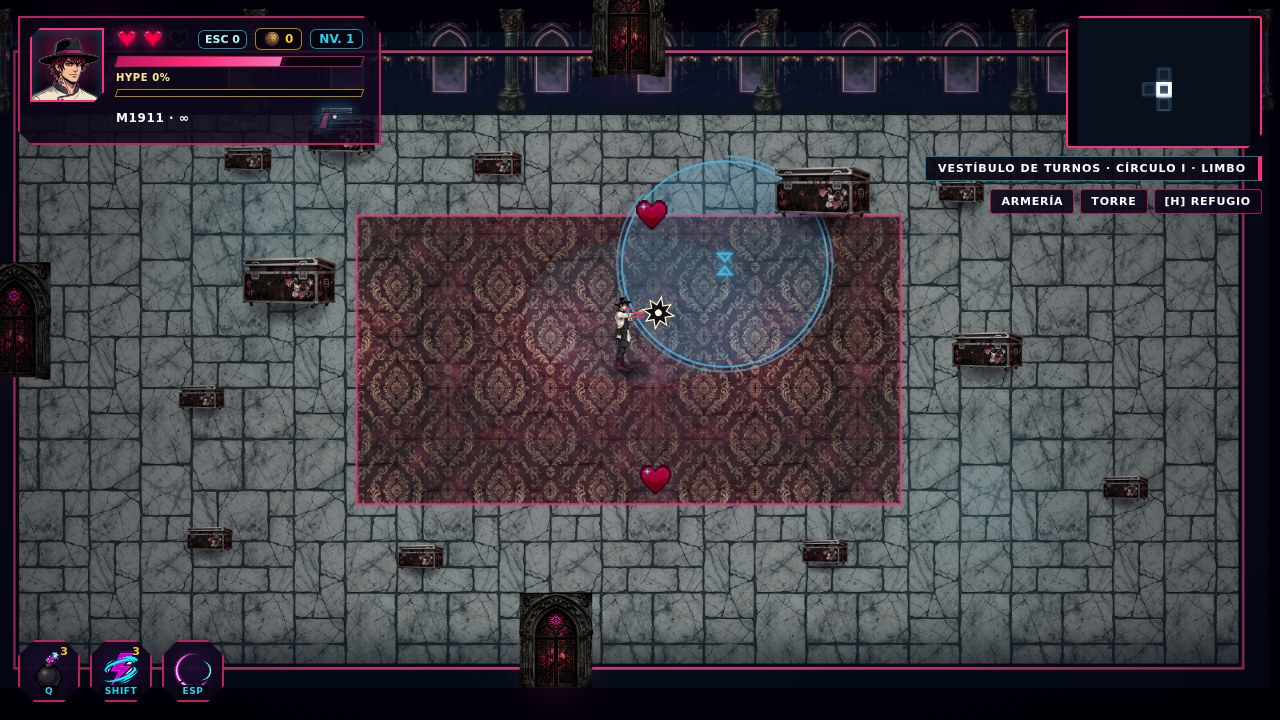 ESC 0
0
NV. 1
HYPE 0%
M1911 · ∞
VESTÍBULO DE TURNOS · CÍRCULO I · LIMBO
ARMERÍA
TORRE
[H] REFUGIO
3
Q
3
SHIFT
ESP